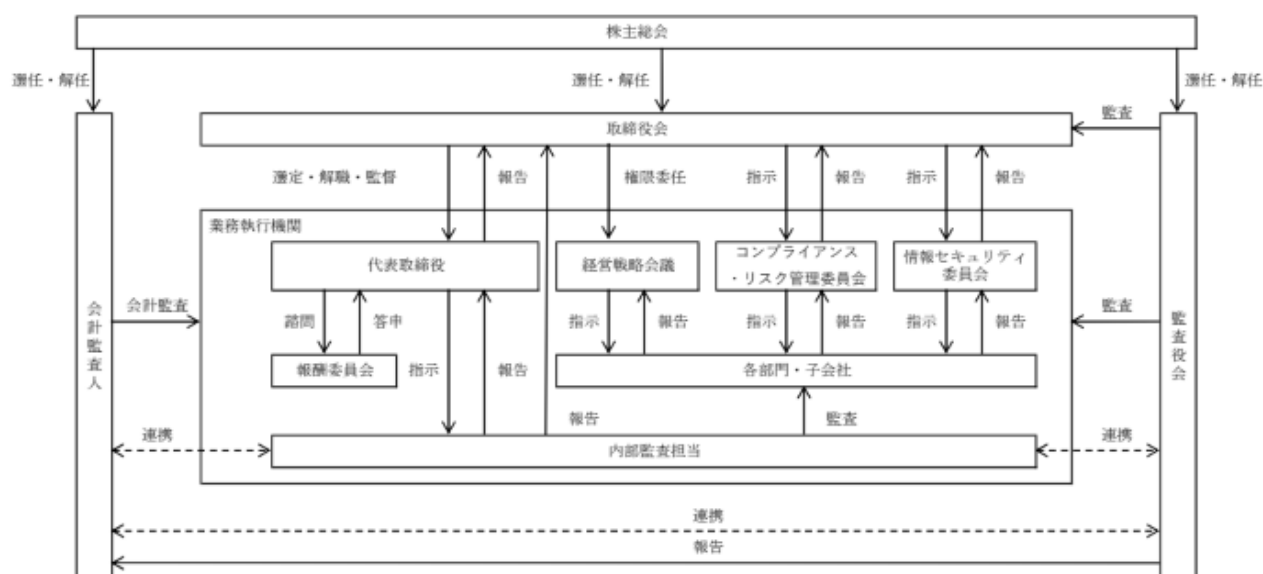 株主総会
選任・解任
選任・解任
選任・解任
取締役会
監査
選定・解職・監督
報告
権限委任
指示
報告
指示
報告
業務執行機関
代表取締役
経営戦略会議
コンプライアンス
・リスク管理委員会
情報セキュリティ
委員会
会計監査人
会計監査
諮問
答申
指示
報告
指示
報告
指示
報告
監査
監査役会
報酬委員会
指示
報告
各部門・子会社
報告
監査
連携
内部監査担当
連携
連携
報告